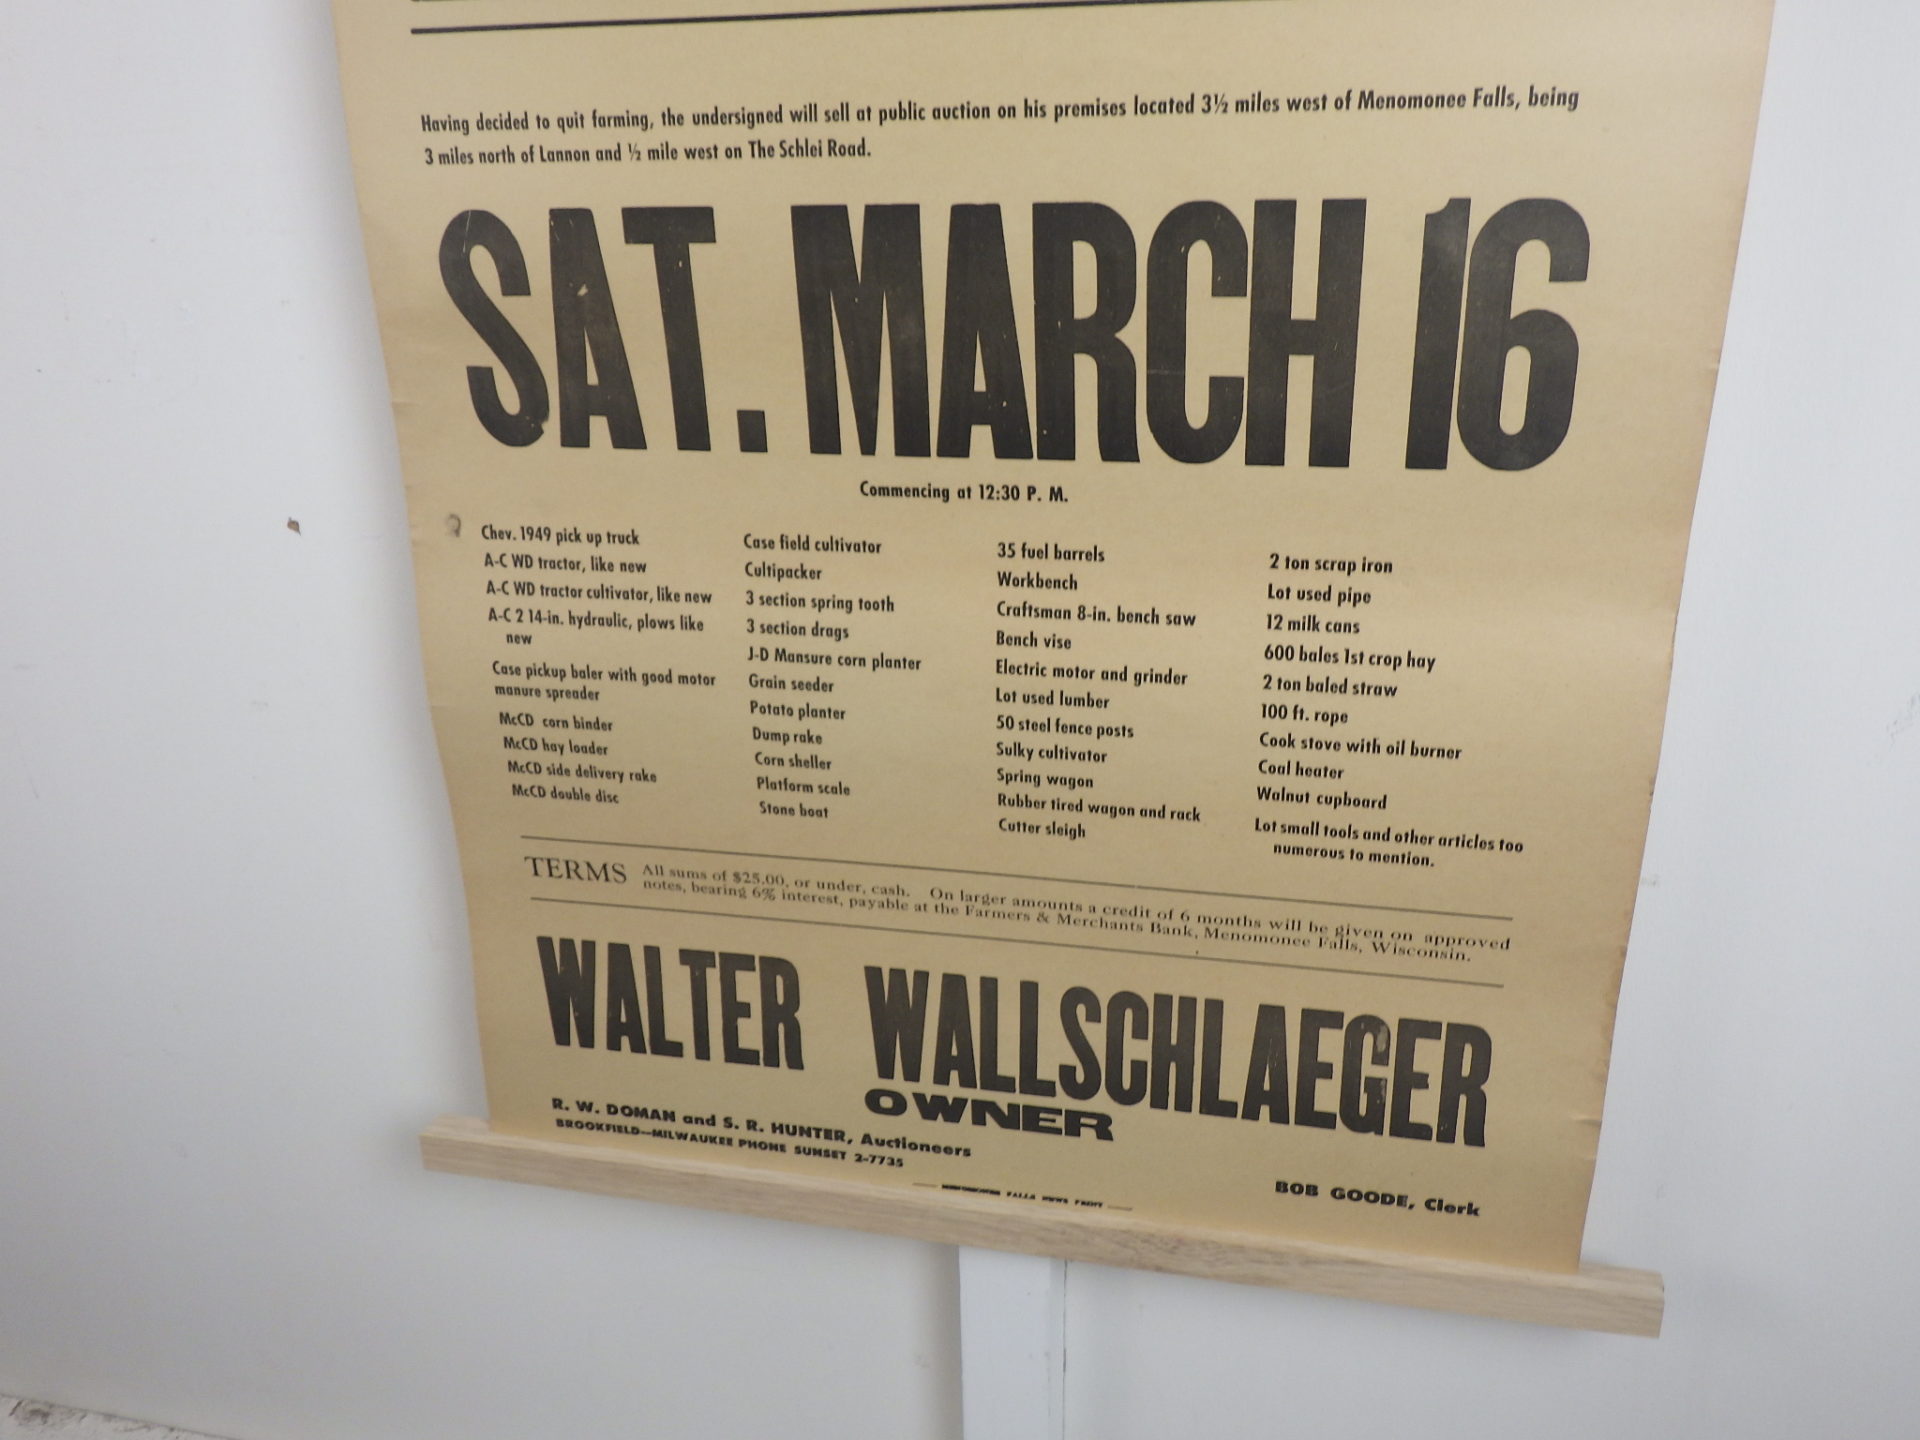 Having decided to quit farming, the undersigned will sell at public auction on his premises located 3½ miles west of Menomonee Falls, being
3 miles north of Lannon and ½ mile west on The Schlei Road.
SAT. MARCH 16
Commencing at 12:30 P. M.
Chev. 1949 pick up truck
A-C WD tractor, like new
A-C WD tractor cultivator, like new
A-C 2 14-in. hydraulic, plows like
new
Case pickup baler with good motor
manure spreader
McCD corn binder
McCD hay loader
McCD side delivery rake
McCD double disc
Case field cultivator
Cultipacker
3 section spring tooth
3 section drags
J-D Mansure corn planter
Grain seeder
Potato planter
Dump rake
Corn sheller
Platform scale
Stone boat
35 fuel barrels
Workbench
Craftsman 8-in. bench saw
Bench vise
Electric motor and grinder
Lot used lumber
50 steel fence posts
Sulky cultivator
Spring wagon
Rubber tired wagon and rack
Cutter sleigh
2 ton scrap iron
Lot used pipe
12 milk cans
600 bales 1st crop hay
2 ton baled straw
100 ft. rope
Cook stove with oil burner
Coal heater
Walnut cupboard
Lot small tools and other articles too
numerous to mention.
TERMS All sums of $25.00, or under, cash. On larger amounts a credit of 6 months will be given on approved
notes, bearing 6% interest, payable at the Farmers & Merchants Bank, Menomonee Falls, Wisconsin.
WALTER WALLSCHLAEGER
OWNER
R. W. DOMAN and S. R. HUNTER, Auctioneers
BROOKFIELD—MILWAUKEE PHONE SUNSET 2-7735
BOB GOODE, Clerk
MENOMONEE FALLS NEWS PRINT